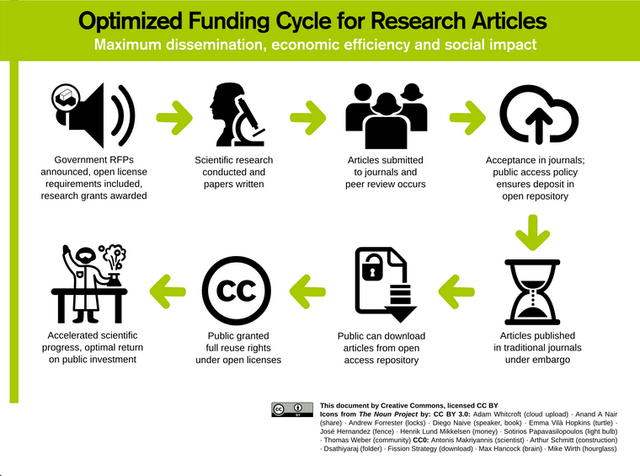 Optimized Funding Cycle for Research Articles
Maximum dissemination, economic efficiency and social impact
Government RFPs
announced, open license
requirements included,
research grants awarded
Scientific research
conducted and
papers written
Articles submitted
to journals and
peer review occurs
Acceptance in journals;
public access policy
ensures deposit in
open repository
Accelerated scientific
progress, optimal return
on public investment
cc
Public granted
full reuse rights
under open licenses
Public can download
articles from open
access repository
Articles published
in traditional journals
under embargo
cc
BY
This document by Creative Commons, licensed CC BY
Icons from The Noun Project by: CC BY 3.0: Adam Whitcroft (cloud upload) · Anand A Nair
(share) · Andrew Forrester (locks) · Diego Naive (speaker, book) · Emma Vilà Hopkins (turtle) ·
José Hernandez (fence) · Henrik Lund Mikkelsen (money) · Sotirios Papavasilopoulos (light bulb)
· Thomas Weber (community) CC0: Antonis Makriyannis (scientist) · Arthur Schmitt (construction)
· Dsathiyaraj (folder) · Fission Strategy (download) · Max Hancock (brain) · Mike Wirth (hourglass)